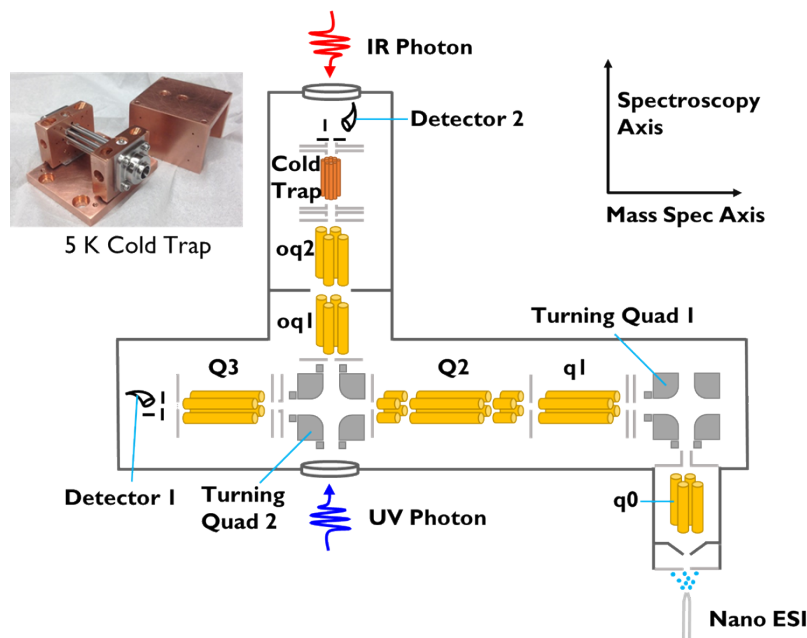 IR Photon
Detector 2
Spectroscopy
Axis
Cold
Trap
Mass Spec Axis
5 K Cold Trap
oq2
oq1
Turning Quad 1
Q3
Q2
q1
Detector 1
Turning
Quad 2
UV Photon
q0
Nano ESI